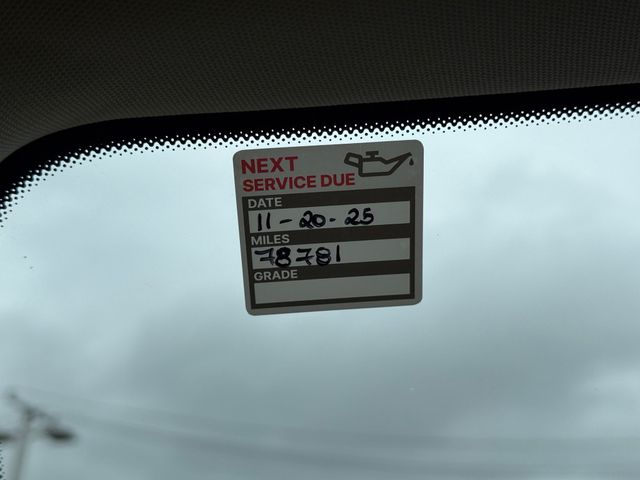 NEXT
SERVICE DUE
DATE
11-20-25
MILES
78781
GRADE